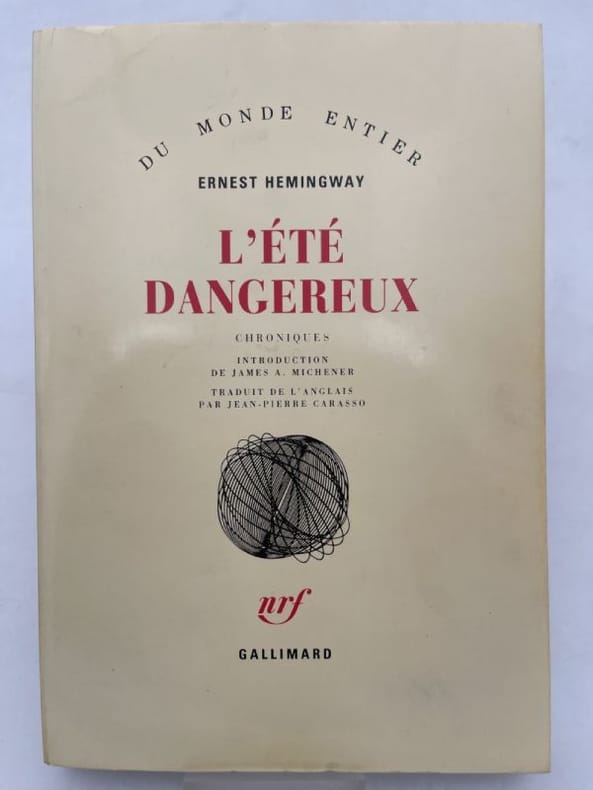 DU MONDE ENTIER
ERNEST HEMINGWAY
L'ÉTÉ
DANGEREUX
CHRONIQUES
INTRODUCTION
DE JAMES A. MICHENER
TRADUIT DE L'ANGLAIS
PAR JEAN-PIERRE CARASSO
nrf
GALLIMARD